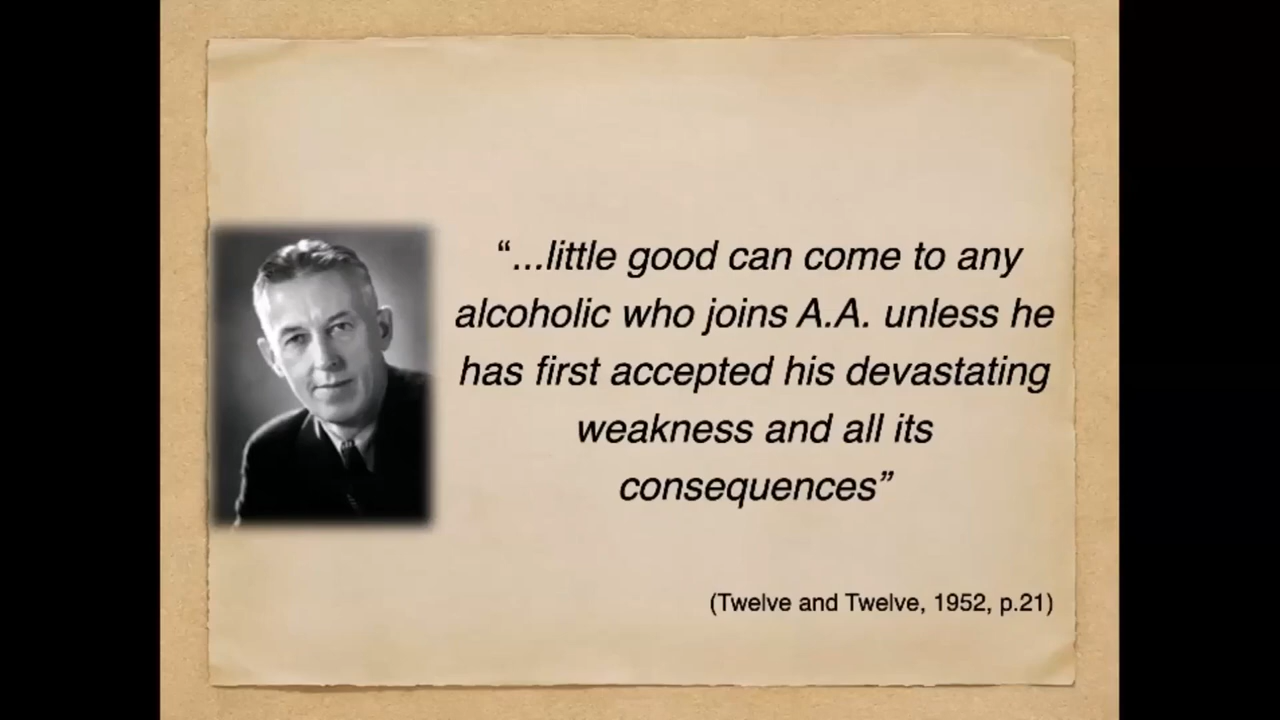 “...little good can come to any
alcoholic who joins A.A. unless he
has first accepted his devastating
weakness and all its
consequences”
(Twelve and Twelve, 1952, p.21)